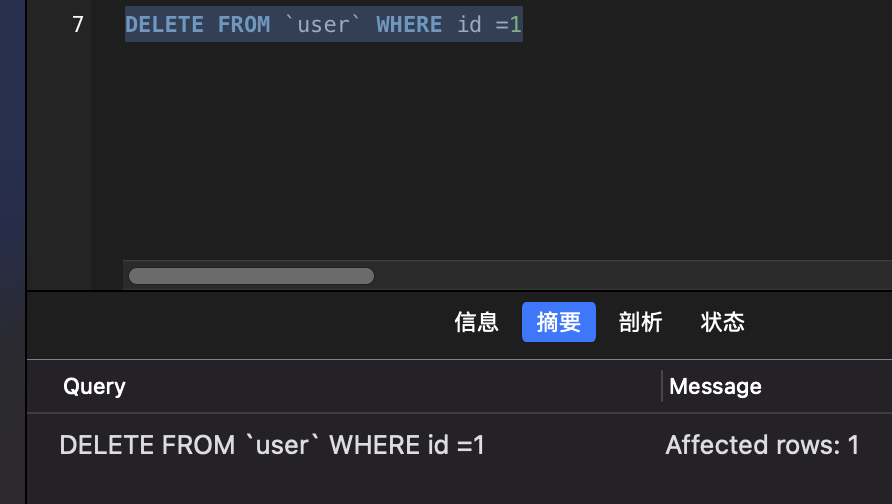 7 DELETE FROM `user` WHERE id =1
信息 摘要 剖析 状态
Query Message
DELETE FROM `user` WHERE id =1 Affected rows: 1